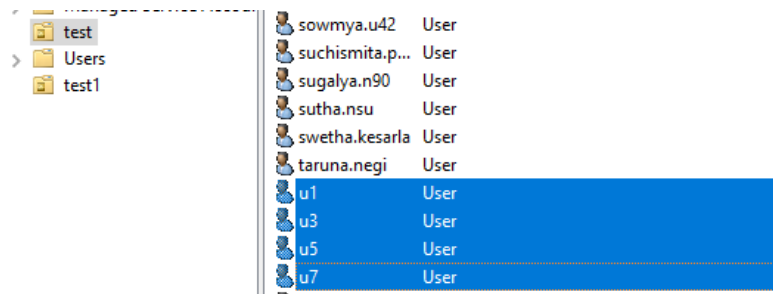 test
Users
test1
sowmya.u42 User
suchismita.p... User
sugalya.n90 User
sutha.nsu User
swetha.kesarla User
taruna.negi User
u1 User
u3 User
u5 User
u7 User